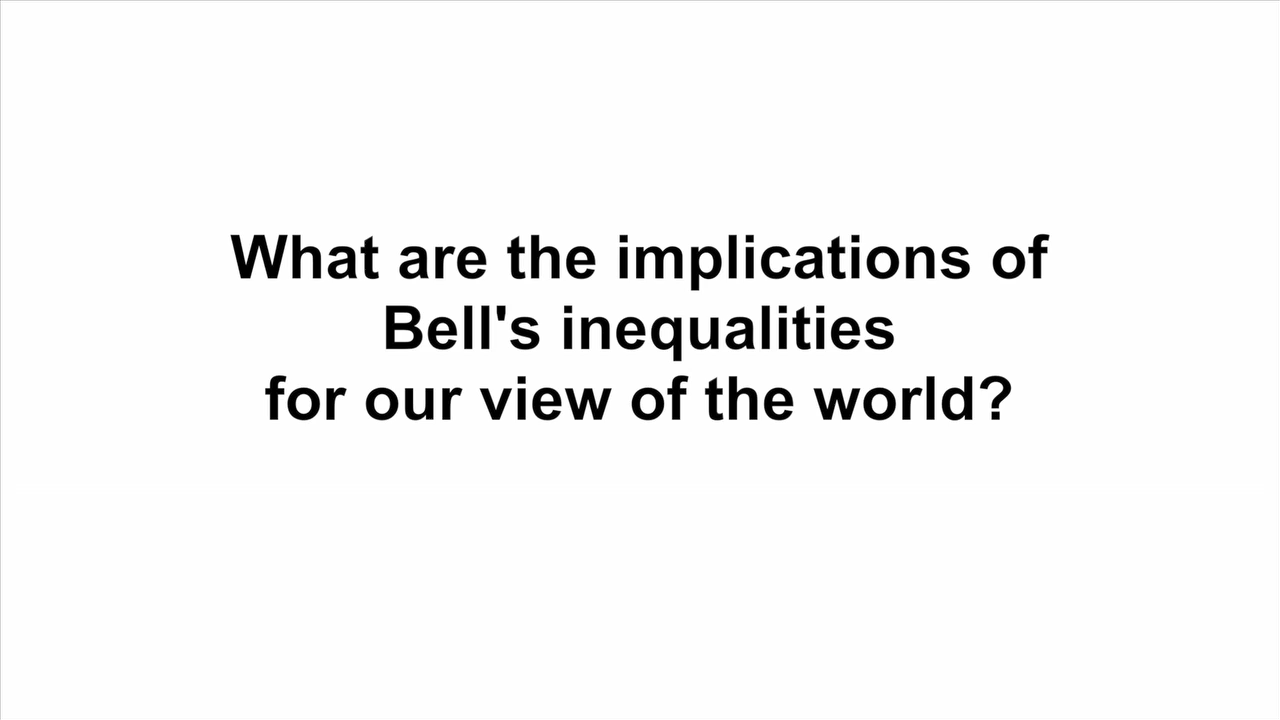 What are the implications of
Bell's inequalities
for our view of the world?